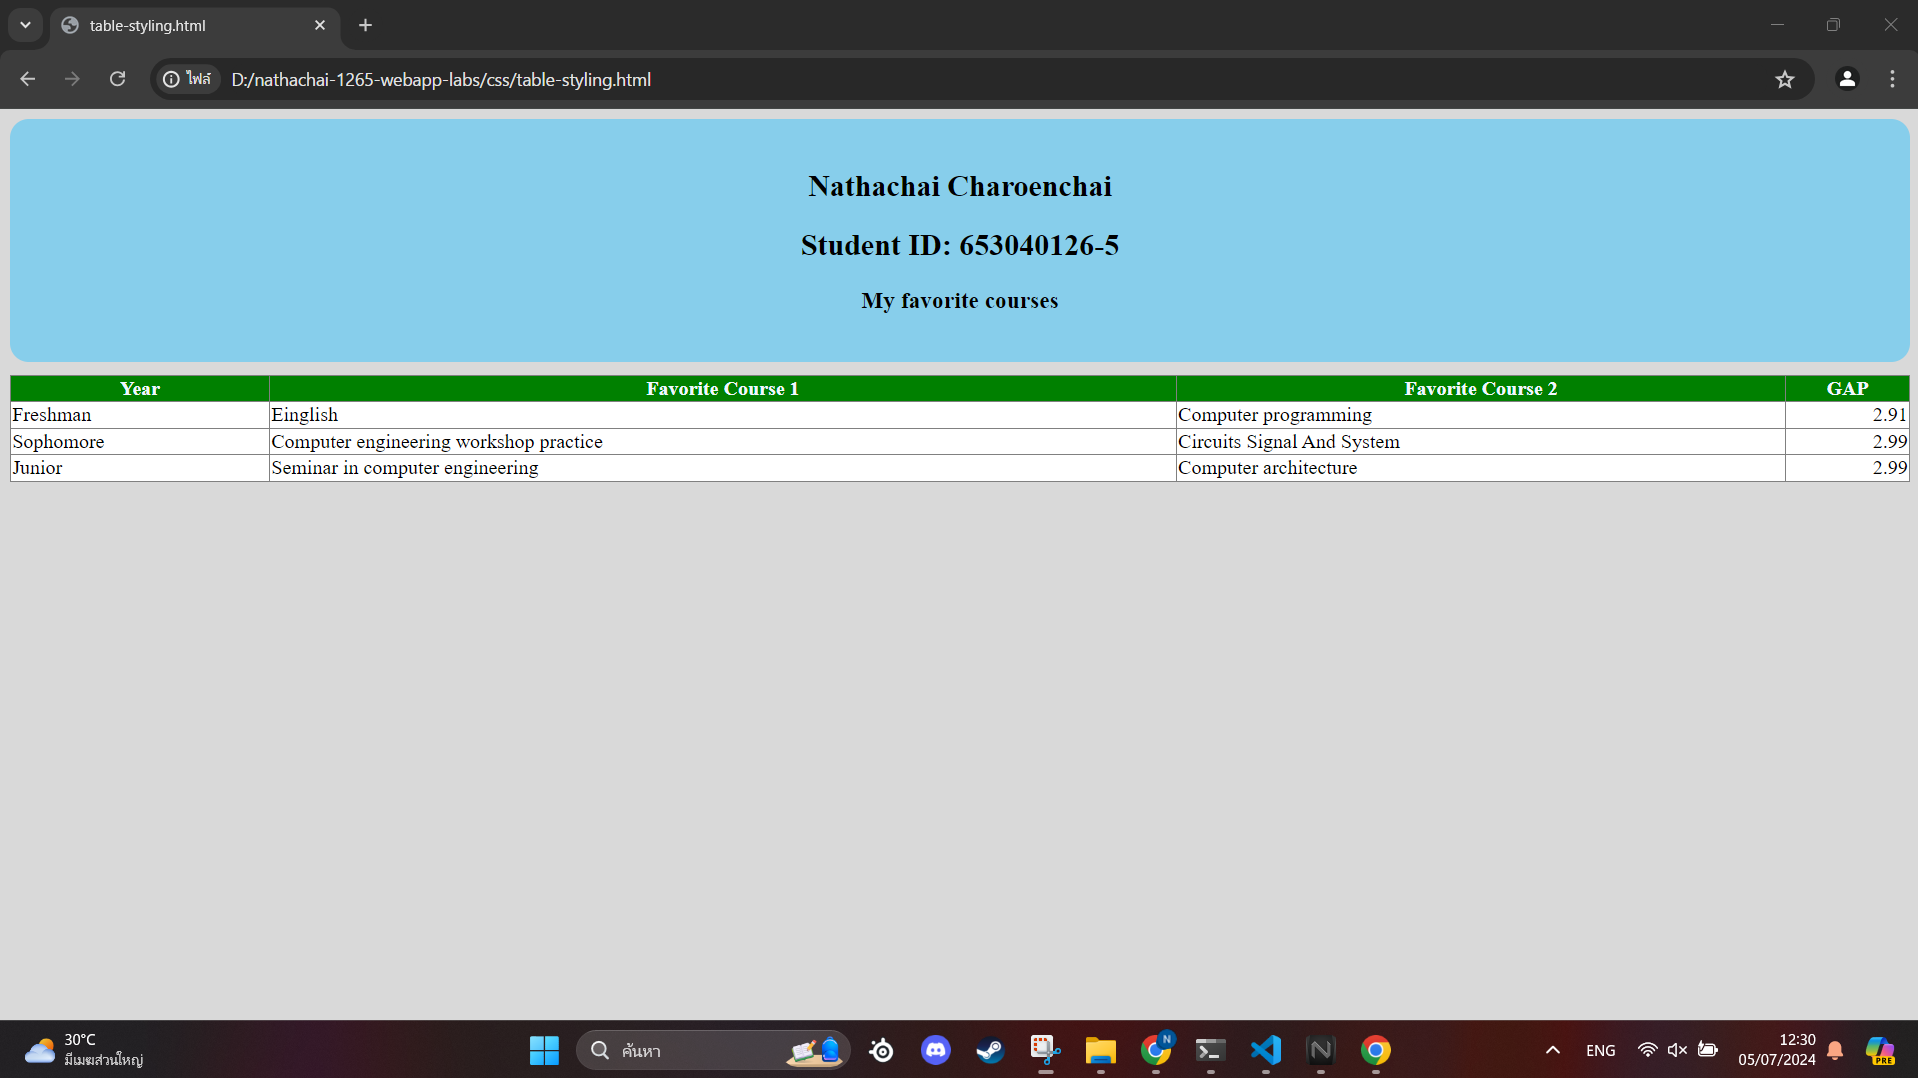 table-styling.html
ไฟล์ D:/nathachai-1265-webapp-labs/css/table-styling.html
Nathachai Charoenchai
Student ID: 653040126-5
My favorite courses
Year Favorite Course 1 Favorite Course 2 GAP
Freshman Einglish Computer programming 2.91
Sophomore Computer engineering workshop practice Circuits Signal And System 2.99
Junior Seminar in computer engineering Computer architecture 2.99
30°C
มีเมฆส่วนใหญ่
ค้นหา
N
N
ENG
12:30
05/07/2024
PRE